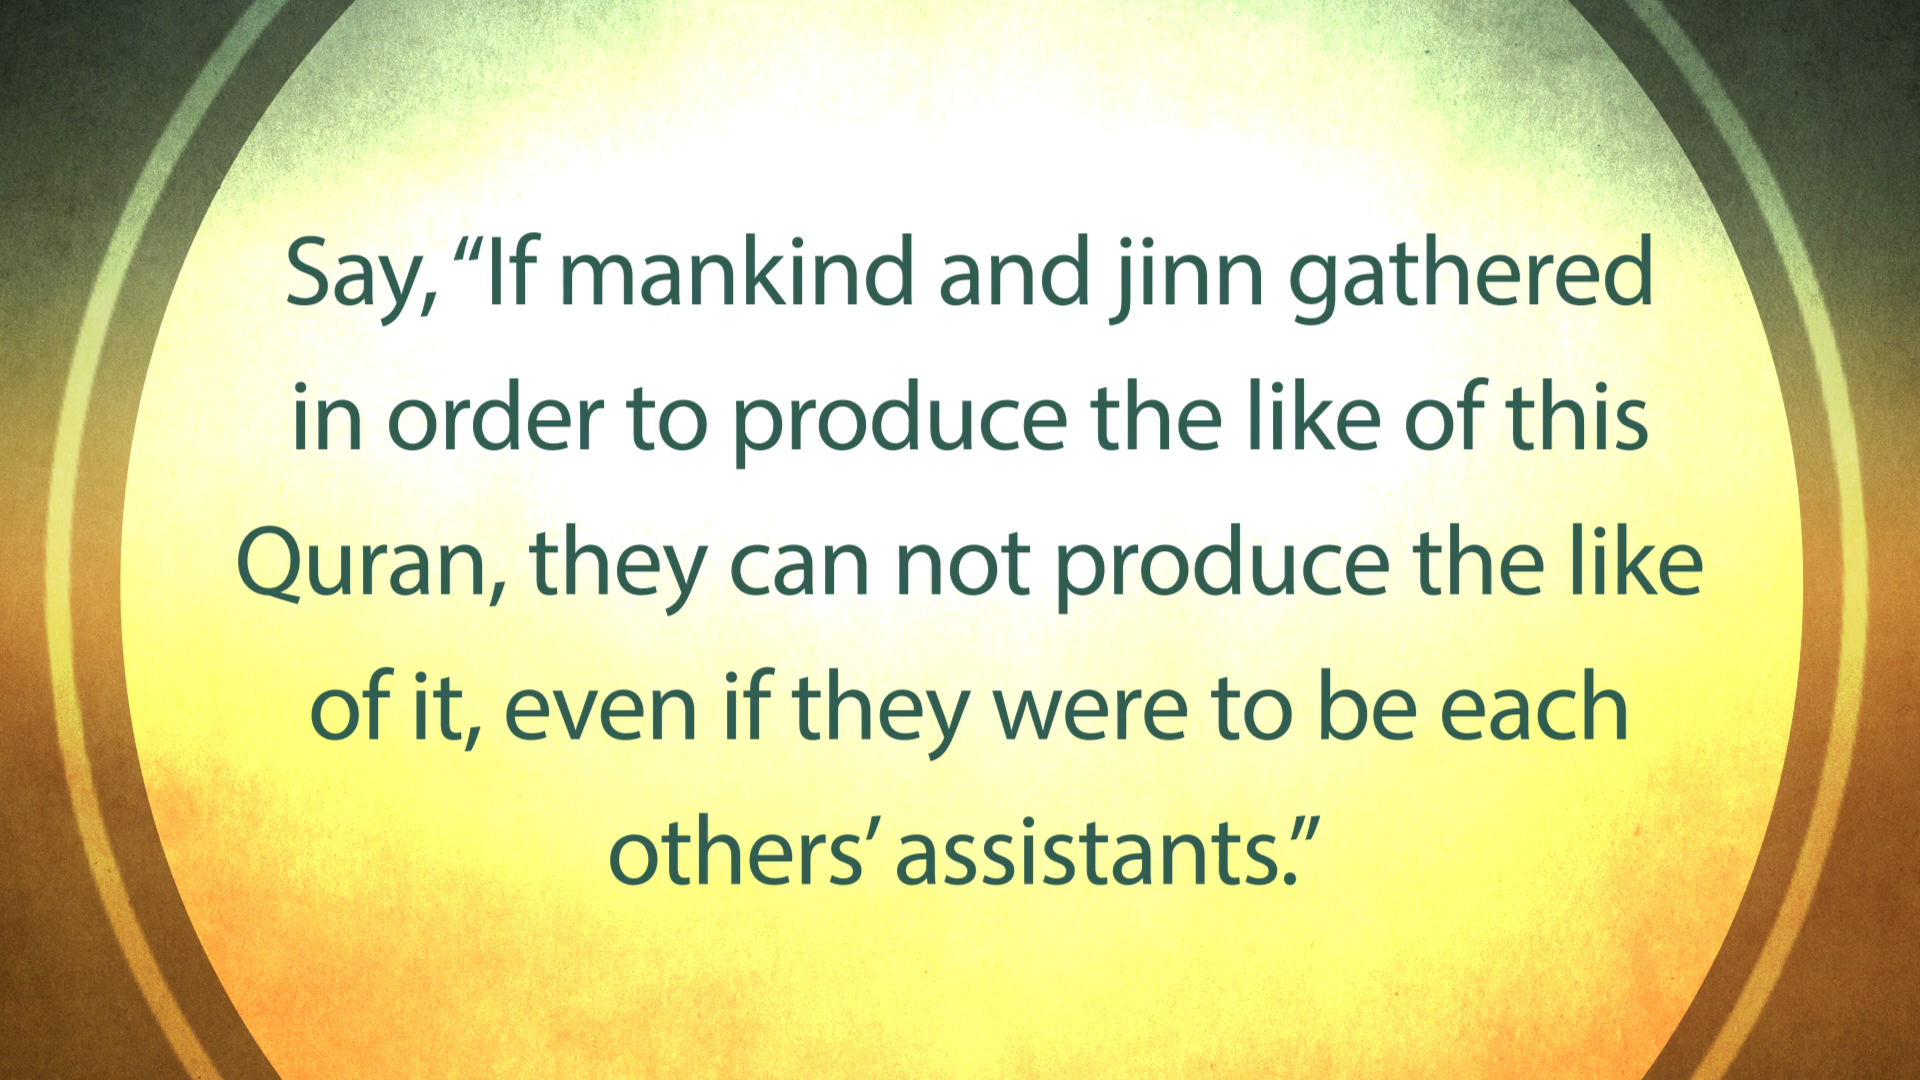 Say, “If mankind and jinn gathered
in order to produce the like of this
Quran, they can not produce the like
of it, even if they were to be each
others’ assistants.”